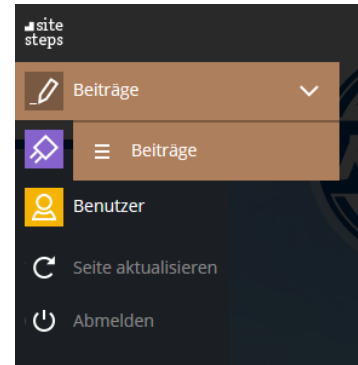 site
steps
Beiträge
Beiträge
Benutzer
Seite aktualisieren
Abmelden